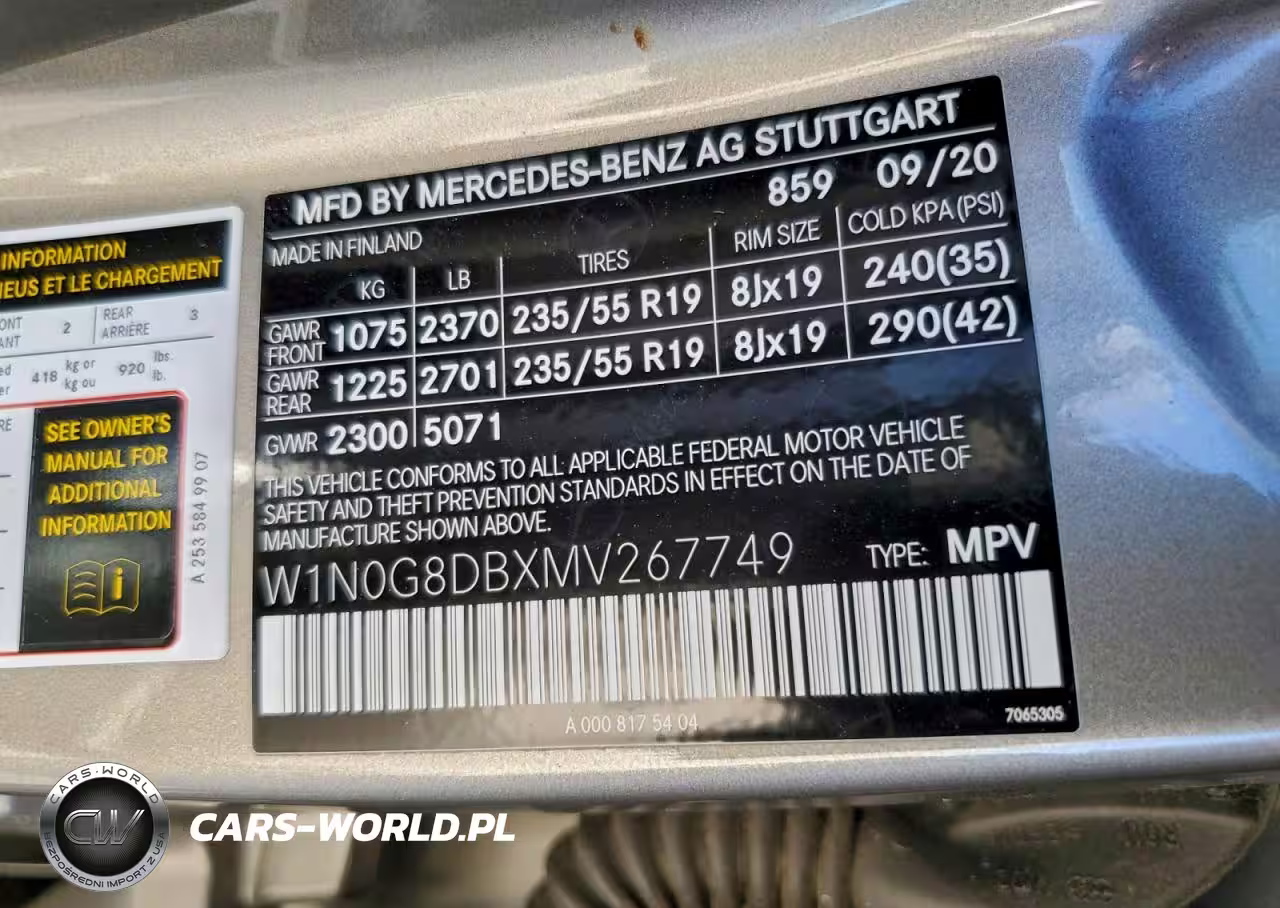 INFORMATION
NEUS ET LE CHARGEMENT
2
REAR
ARRIÈRE
3
418 kg or
kg ou
920 lbs.
lb.
SEE OWNER'S
MANUAL FOR
ADDITIONAL
INFORMATION
A 253 584 99 07
MFD BY MERCEDES-BENZ AG STUTTGART
MADE IN FINLAND
859 09/20
KG LB TIRES RIM SIZE COLD KPA (PSI)
GAWR
FRONT 1075 2370 235/55 R19 8Jx19 240(35)
GAWR
REAR 1225 2701 235/55 R19 8Jx19 290(42)
GVWR 2300 5071
THIS VEHICLE CONFORMS TO ALL APPLICABLE FEDERAL MOTOR VEHICLE
SAFETY AND THEFT PREVENTION STANDARDS IN EFFECT ON THE DATE OF
MANUFACTURE SHOWN ABOVE.
W1N0G8DBXMV267749 TYPE: MPV
A 000 817 54 04
7065305
CARS-WORLD
CW
BEZPOŚREDNI IMPORT Z USA
CARS-WORLD.PL